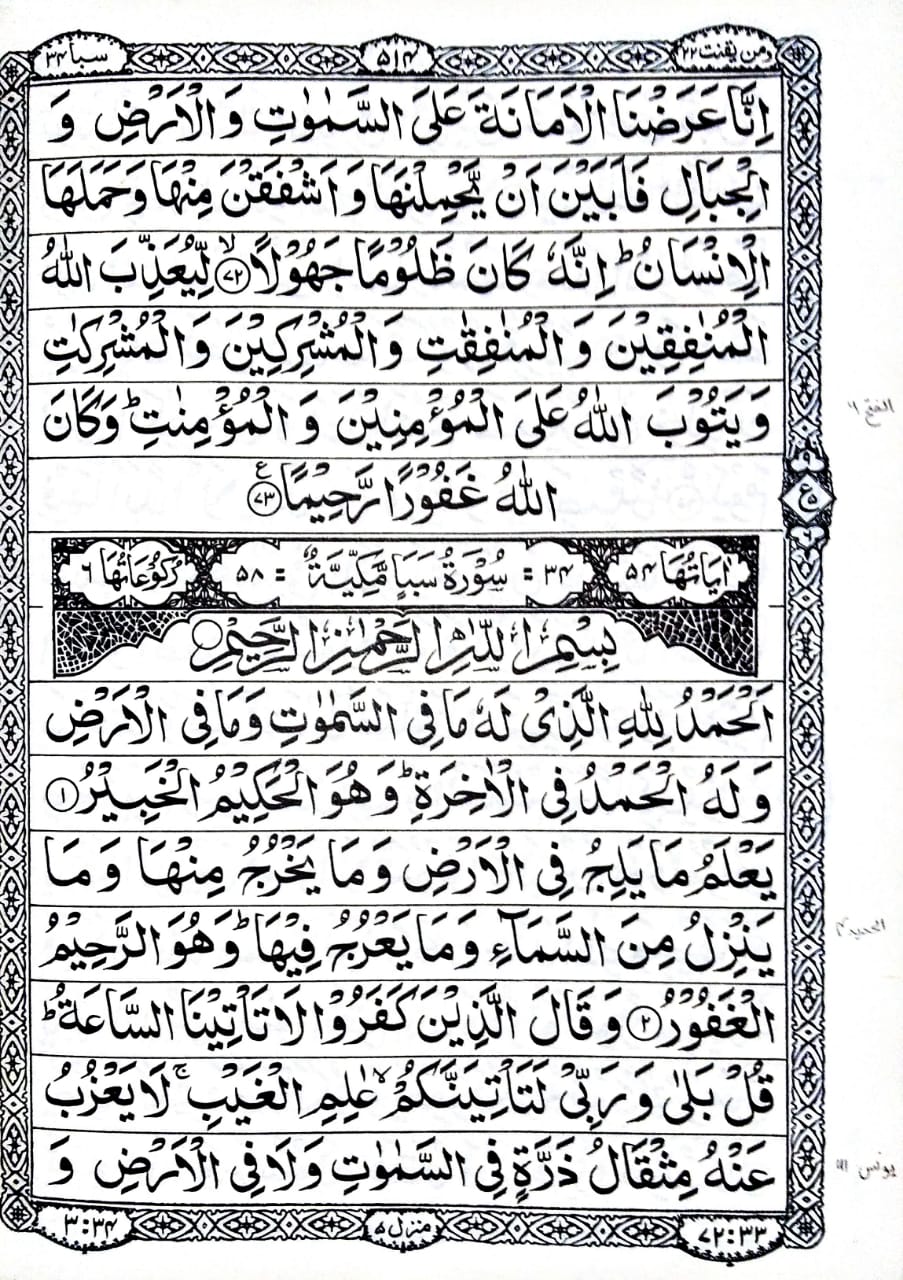 ومن يقنت ٢٢
٥١٤
سبا ٣٤
اِنَّا عَرَضْنَا الْاَمَانَةَ عَلَى السَّمٰوٰتِ وَ الْاَرْضِ وَ
الْجِبَالِ فَاَبَيْنَ اَنْ يَّحْمِلْنَهَا وَ اَشْفَقْنَ مِنْهَا وَحَمَلَهَا
الْاِنْسَانُ ؕ اِنَّهٗ كَانَ ظَلُوْمًا جَهُوْلًا ۙ ﴿٧٢﴾ لِّيُعَذِّبَ اللّٰهُ
الْمُنٰفِقِيْنَ وَ الْمُنٰفِقٰتِ وَ الْمُشْرِكِيْنَ وَ الْمُشْرِكٰتِ
وَ يَتُوْبَ اللّٰهُ عَلَى الْمُؤْمِنِيْنَ وَ الْمُؤْمِنٰتِ ؕ وَ كَانَ
الفتح ٦
اللّٰهُ غَفُوْرًا رَّحِيْمًا ﴿٧٣﴾ ع
اٰيَاتُهَا ٥٤ ٣٤ = سُوْرَةُ سَبَاٍ مَّكِّيَّةٌ = ٥٨ رُكُوْعَاتُهَا ٦
بِسْمِ اللّٰهِ الرَّحْمٰنِ الرَّحِيْمِ
اَلْحَمْدُ لِلّٰهِ الَّذِىْ لَهٗ مَا فِى السَّمٰوٰتِ وَمَا فِى الْاَرْضِ
وَ لَهُ الْحَمْدُ فِى الْاٰخِرَةِ ؕ وَ هُوَ الْحَكِيْمُ الْخَبِيْرُ ﴿١﴾
يَعْلَمُ مَا يَلِجُ فِى الْاَرْضِ وَ مَا يَخْرُجُ مِنْهَا وَ مَا
يَنْزِلُ مِنَ السَّمَآءِ وَ مَا يَعْرُجُ فِيْهَا ؕ وَ هُوَ الرَّحِيْمُ
الحديد ٤
الْغَفُوْرُ ﴿٢﴾ وَ قَالَ الَّذِيْنَ كَفَرُوْا لَا تَاْتِيْنَا السَّاعَةُ ؕ
قُلْ بَلٰى وَ رَبِّىْ لَتَاْتِيَنَّكُمْ ۙ عٰلِمِ الْغَيْبِ ۚ لَا يَعْزُبُ
عَنْهُ مِثْقَالُ ذَرَّةٍ فِى السَّمٰوٰتِ وَ لَا فِى الْاَرْضِ وَ
يونس ٦١
٧٢:٣٣
منزل ٥
٣:٣٤